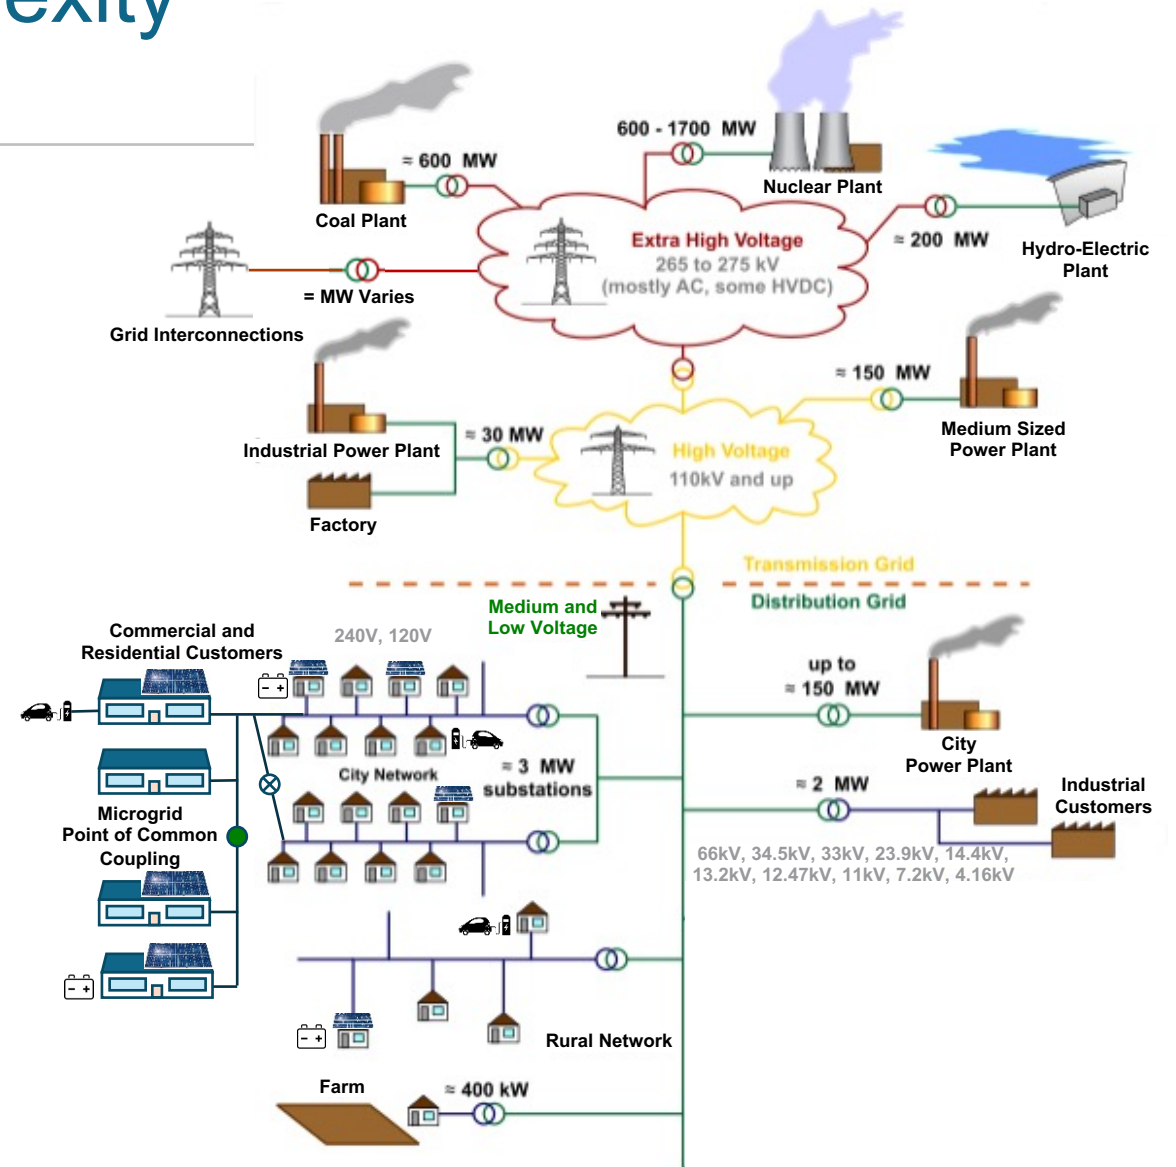 exity
600 - 1700 MW
≈ 600 MW
Nuclear Plant
Coal Plant
Extra High Voltage
265 to 275 kV
(mostly AC, some HVDC)
≈ 200 MW
Hydro-Electric
Plant
= MW Varies
Grid Interconnections
≈ 150 MW
Medium Sized
Power Plant
≈ 30 MW
Industrial Power Plant
High Voltage
110kV and up
Factory
Transmission Grid
Distribution Grid
Medium and
Low Voltage
Commercial and
Residential Customers
240V, 120V
up to
≈ 150 MW
City
Power Plant
City Network
≈ 3 MW
substations
≈ 2 MW
Industrial
Customers
Microgrid
Point of Common
Coupling
66kV, 34.5kV, 33kV, 23.9kV, 14.4kV,
13.2kV, 12.47kV, 11kV, 7.2kV, 4.16kV
Rural Network
Farm
≈ 400 kW